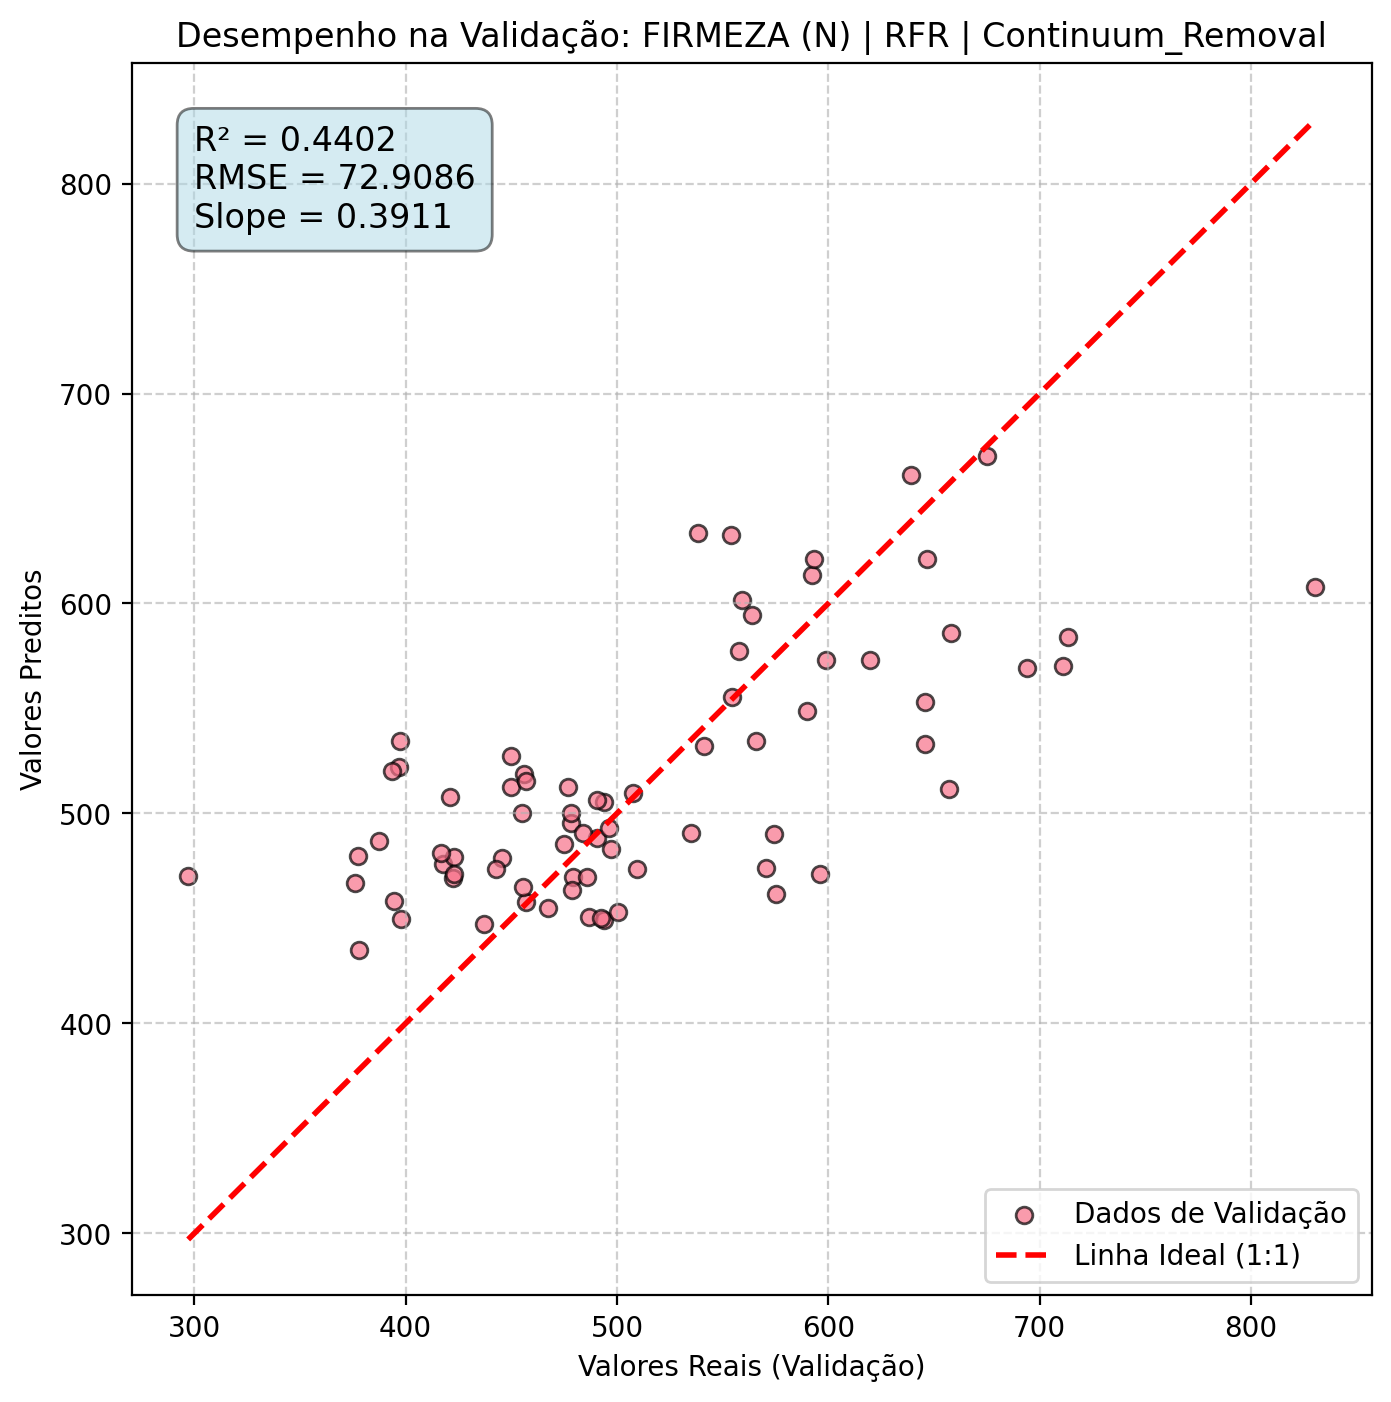 Desempenho na Validação: FIRMEZA (N) | RFR | Continuum_Removal
R² = 0.4402
RMSE = 72.9086
Slope = 0.3911
800
700
600
500
400
300
Valores Preditos
Dados de Validação
Linha Ideal (1:1)
300 400 500 600 700 800
Valores Reais (Validação)